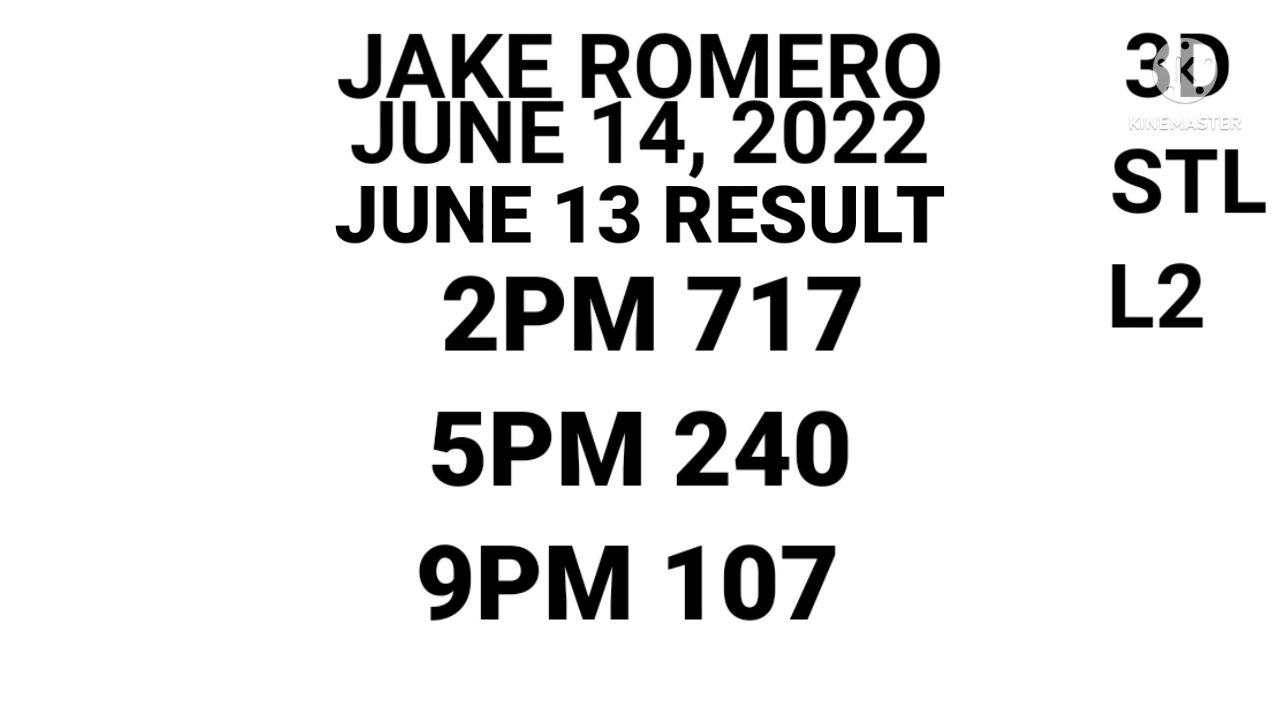 JAKE ROMERO
JUNE 14, 2022
JUNE 13 RESULT
2PM 717
5PM 240
9PM 107
3D
KINEMASTER
STL
L2